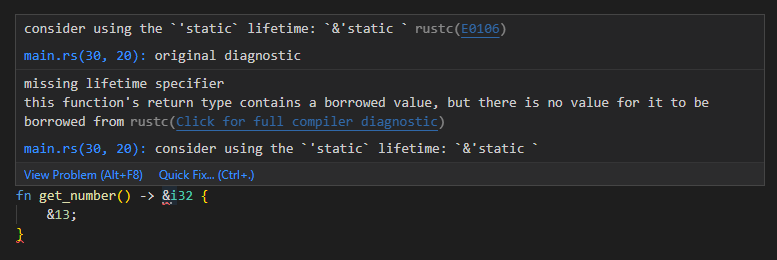 consider using the `'static` lifetime: `&'static ` rustc(E0106)
main.rs(30, 20): original diagnostic
missing lifetime specifier
this function's return type contains a borrowed value, but there is no value for it to be
borrowed from rustc(Click for full compiler diagnostic)
main.rs(30, 20): consider using the `'static` lifetime: `&'static `
View Problem (Alt+F8) Quick Fix... (Ctrl+.)
fn get_number() -> &i32 {
    &13;
}